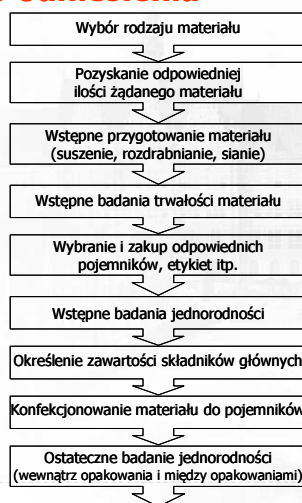 Wybór rodzaju materiału
Pozyskanie odpowiedniej
ilości żądanego materiału
Wstępne przygotowanie materiału
(suszenie, rozdrabnianie, sianie)
Wstępne badania trwałości materiału
Wybranie i zakup odpowiednich
pojemników, etykiet itp.
Wstępne badania jednorodności
Określenie zawartości składników głównych
Konfekcjonowanie materiału do pojemników
Ostateczne badanie jednorodności
(wewnątrz opakowania i między opakowaniami)